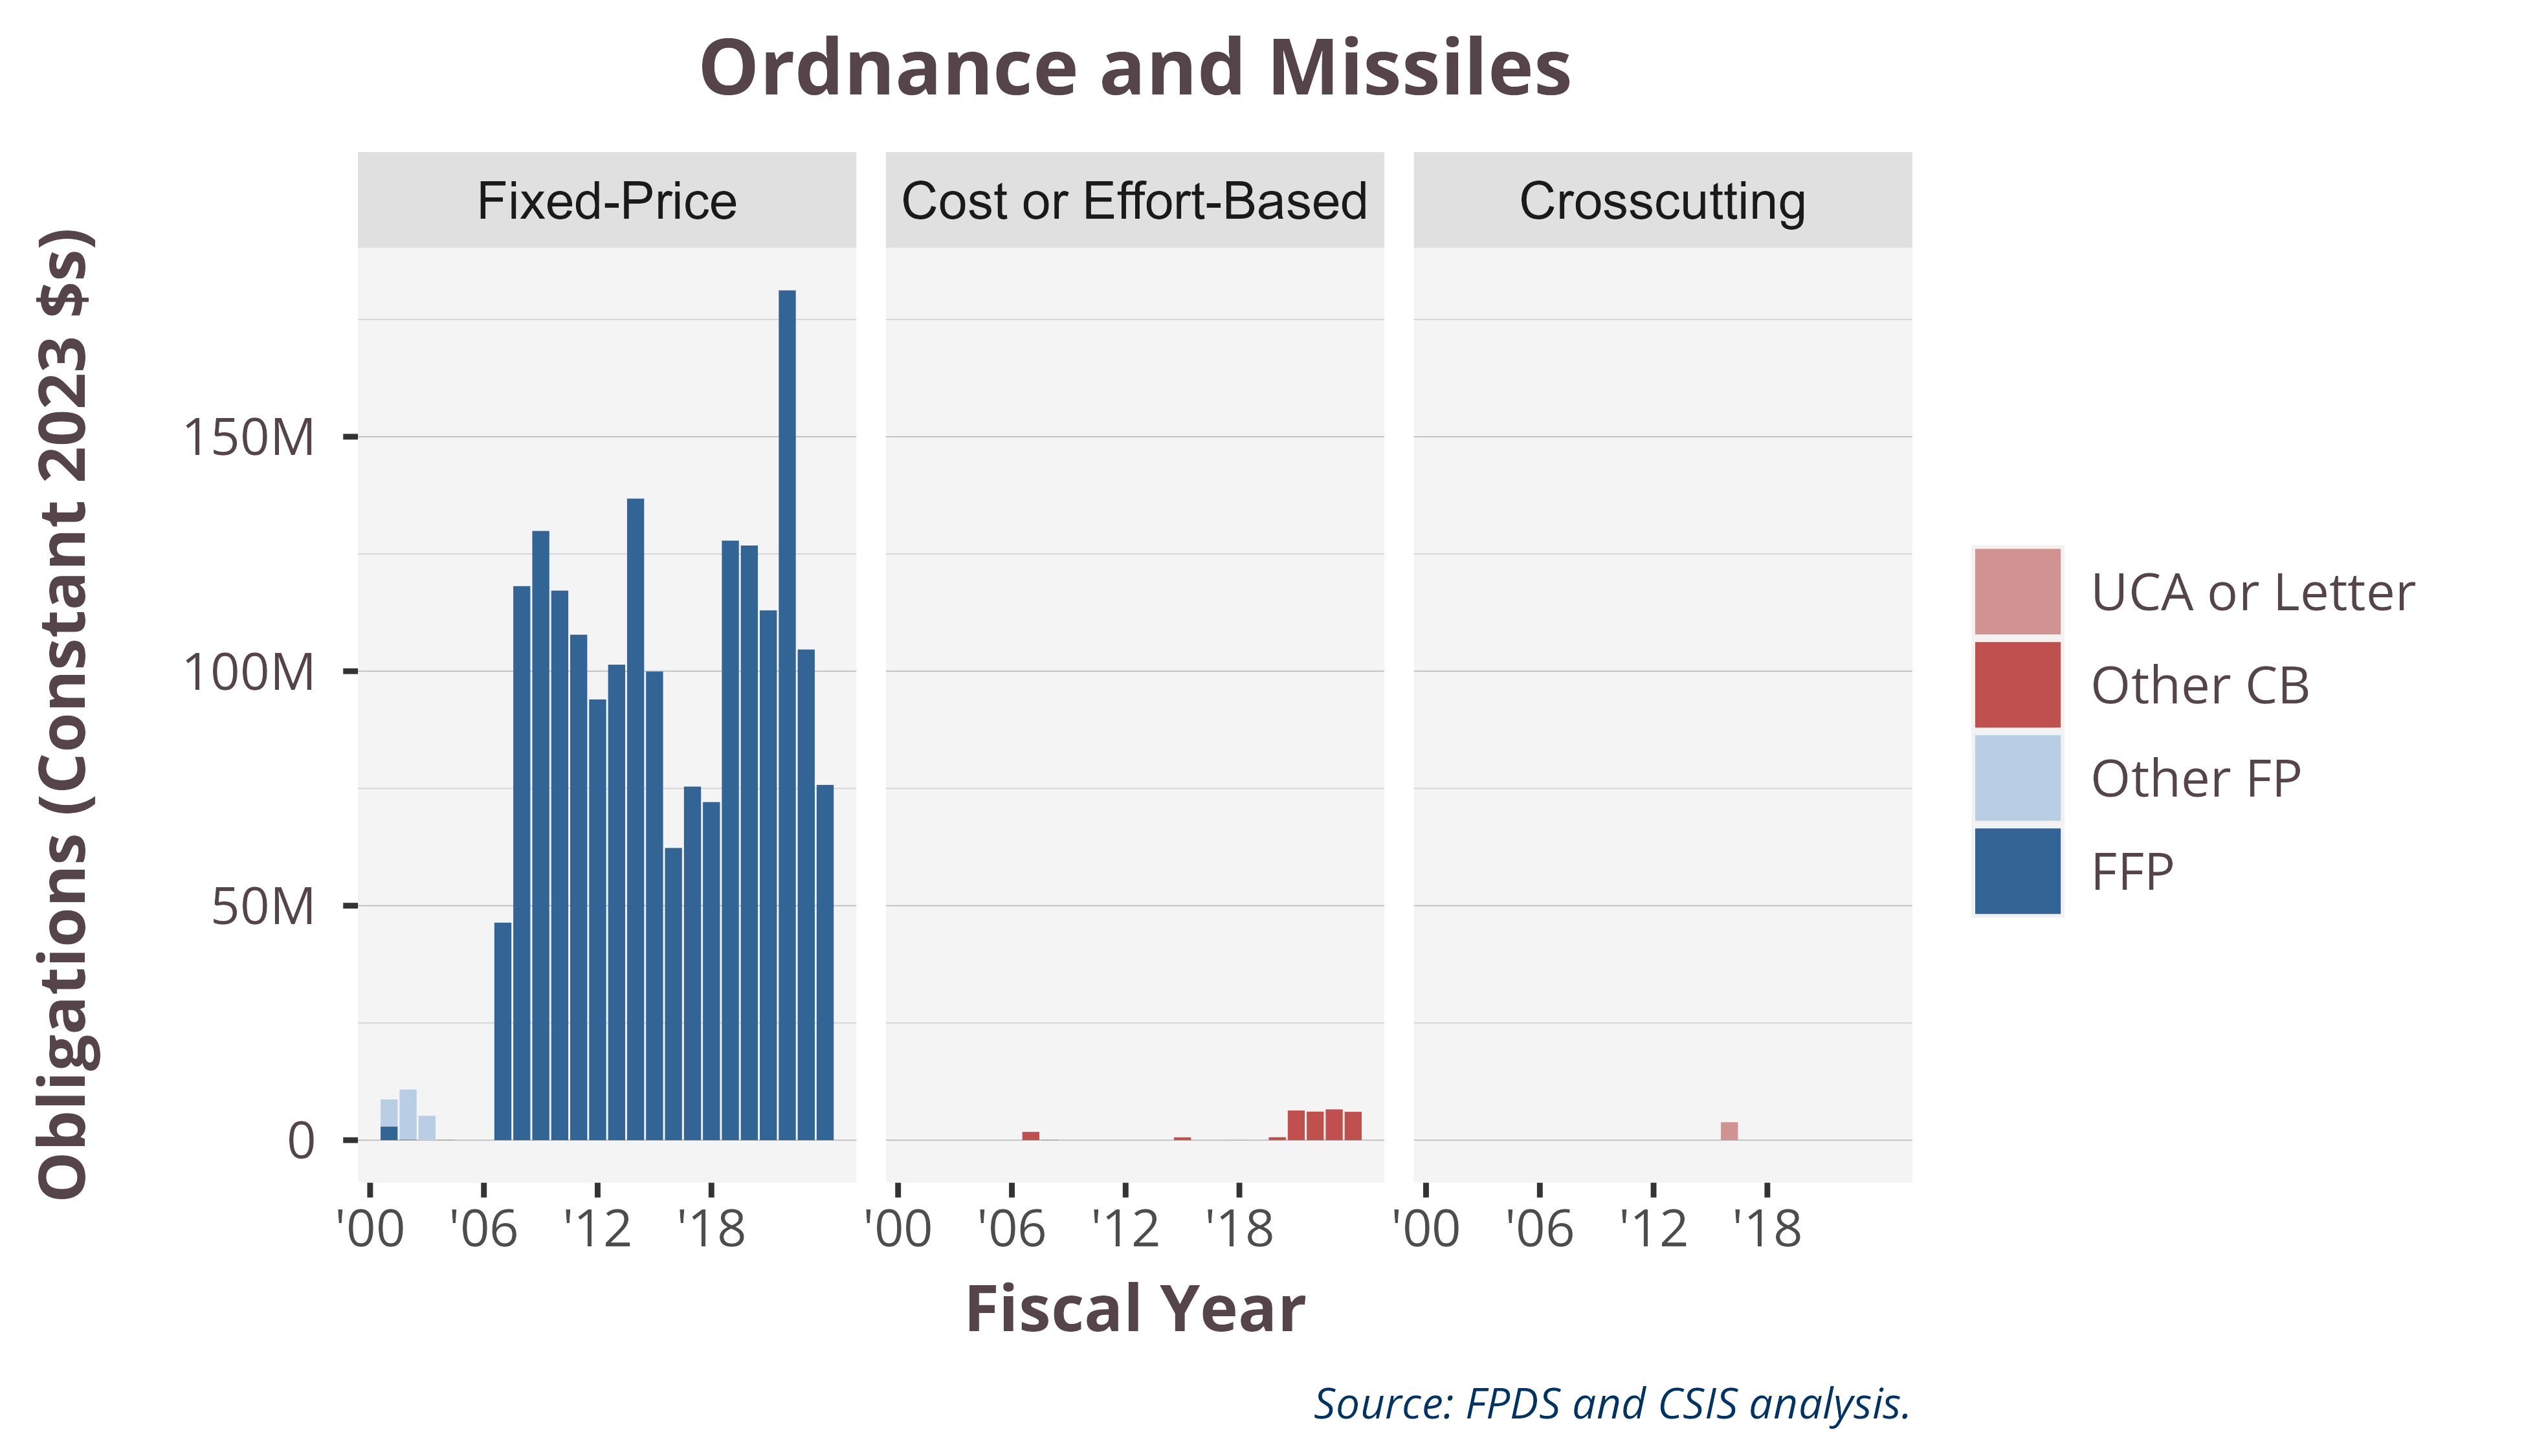 Ordnance and Missiles
Obligations (Constant 2023 $s)
Fixed-Price
Cost or Effort-Based
Crosscutting
150M
100M
50M
0
'00 '06 '12 '18
'00 '06 '12 '18
'00 '06 '12 '18
Fiscal Year
UCA or Letter
Other CB
Other FP
FFP
Source: FPDS and CSIS analysis.